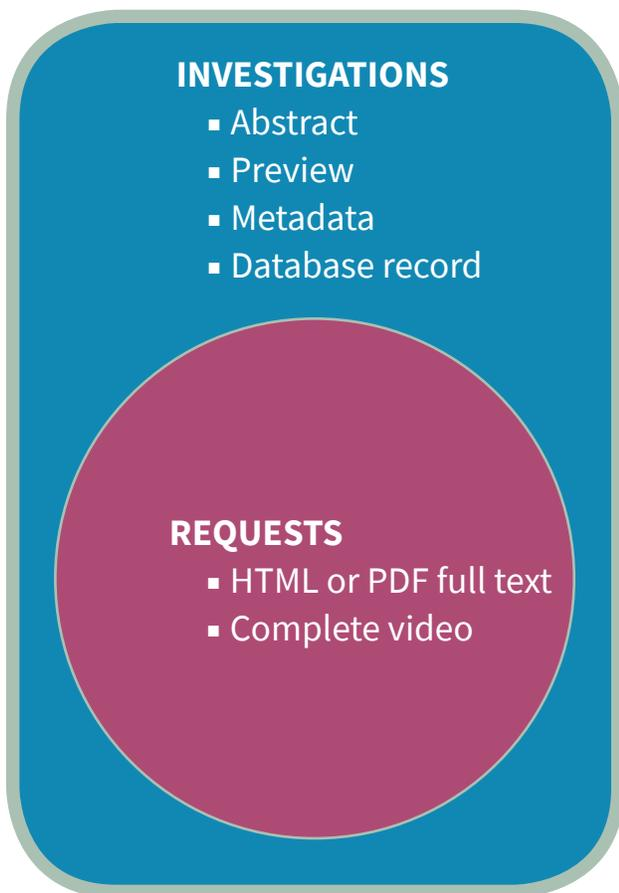 INVESTIGATIONS
▪ Abstract
▪ Preview
▪ Metadata
▪ Database record
REQUESTS
▪ HTML or PDF full text
▪ Complete video